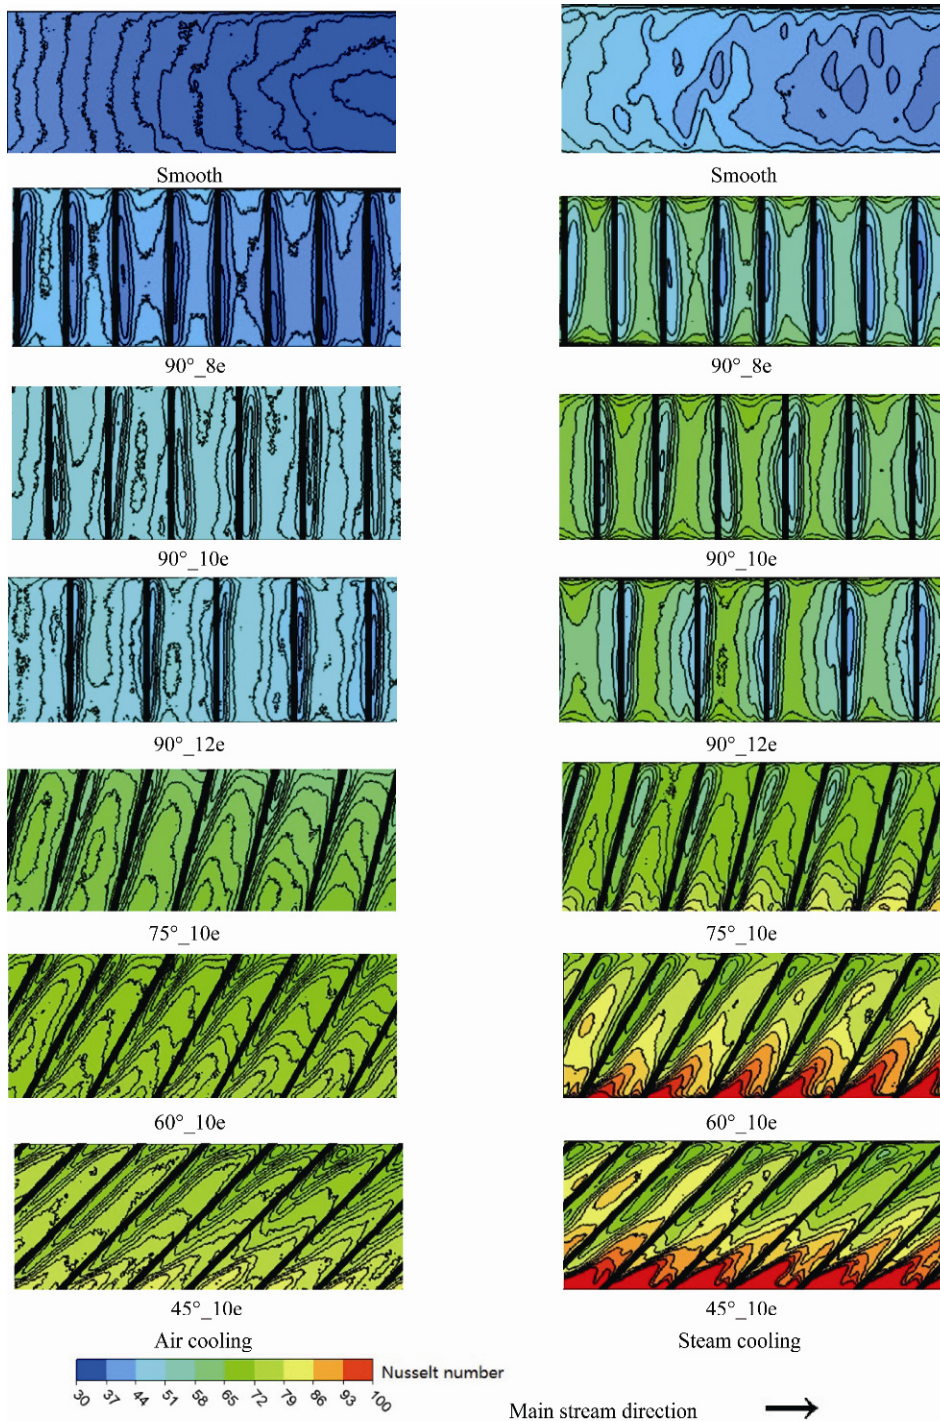 Smooth Smooth
90°_8e 90°_8e
90°_10e 90°_10e
90°_12e 90°_12e
75°_10e 75°_10e
60°_10e 60°_10e
45°_10e 45°_10e
Air cooling Steam cooling
Nusselt number
30 37 44 51 58 65 72 79 86 93 100
Main stream direction